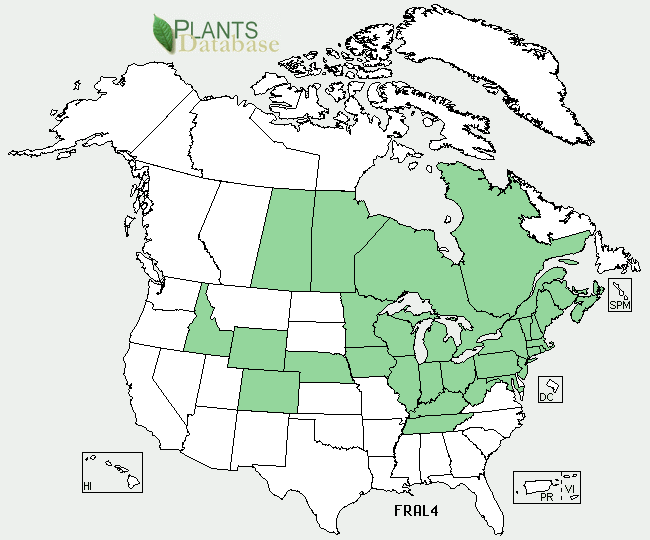 PLANTS
Database
SPM
DC
HI
PR
VI
FRAL4